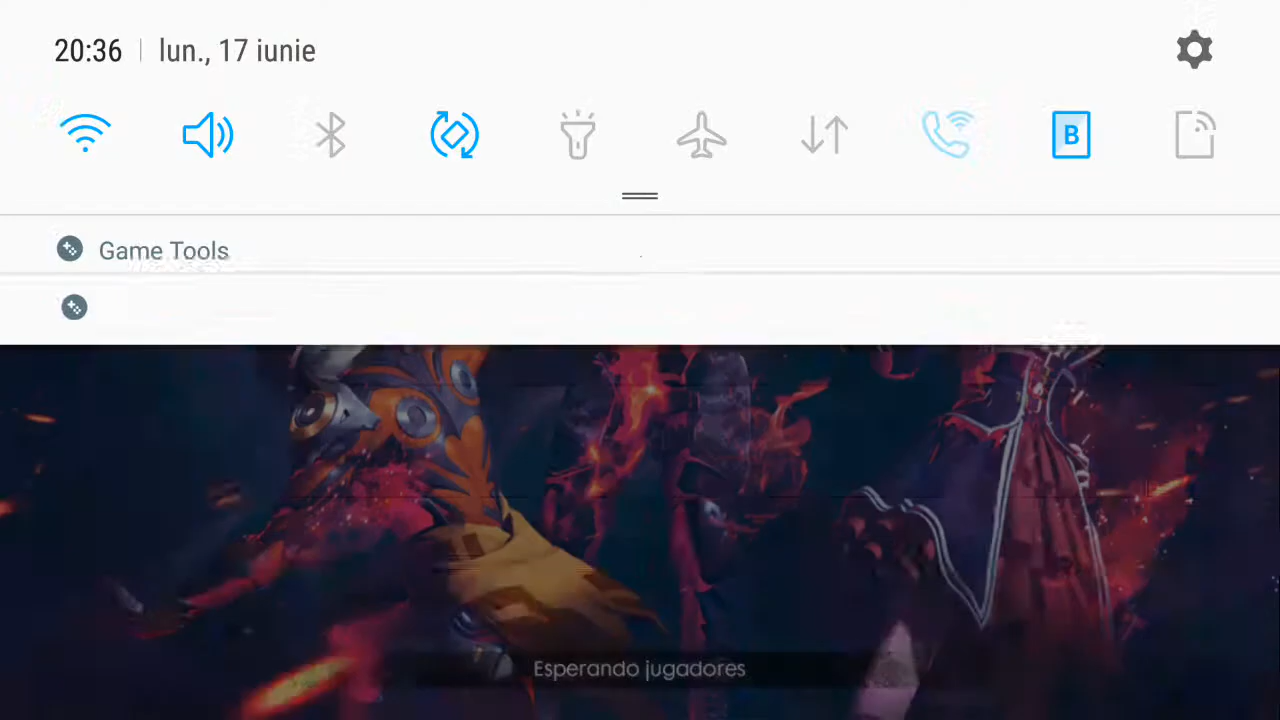 20:36 | lun., 17 iunie
B
Game Tools
Esperando jugadores